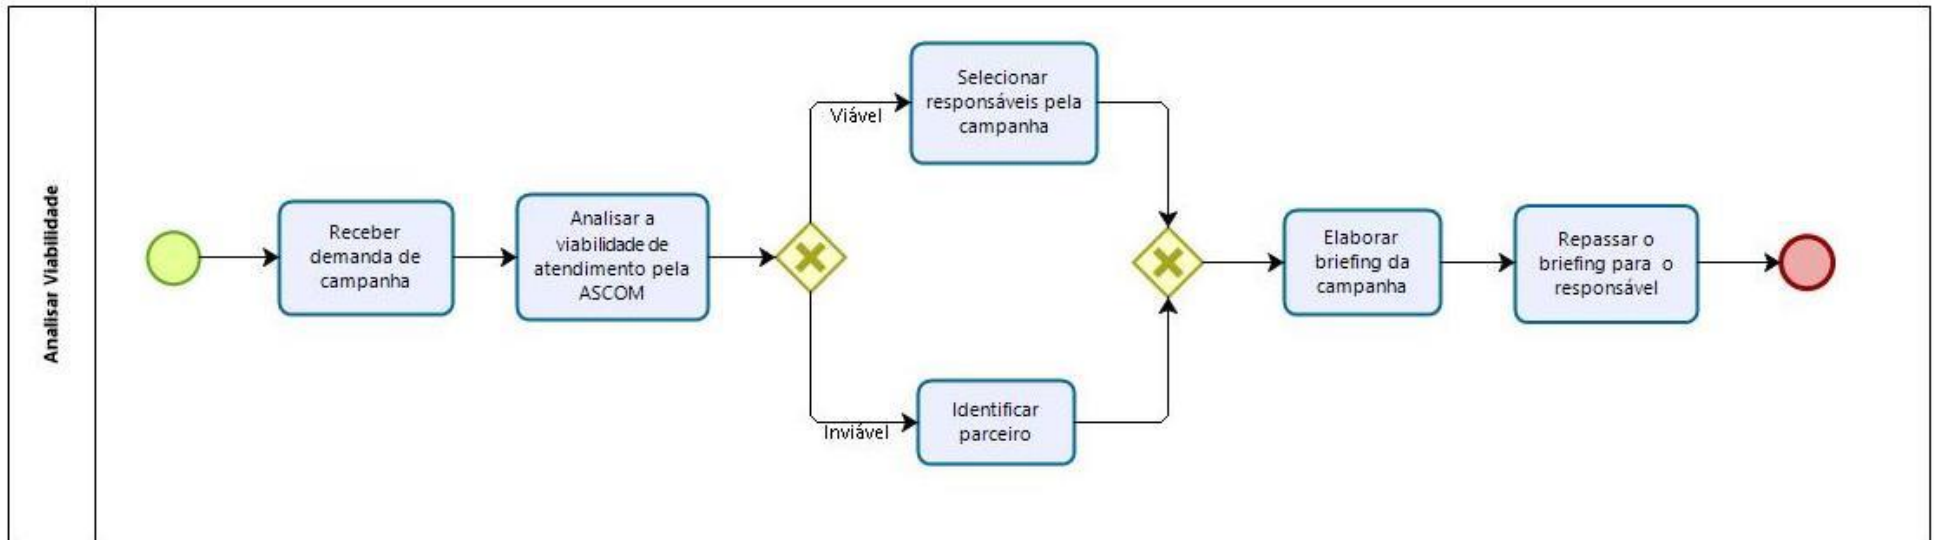 Analisar Viabilidade
Receber
demanda de
campanha
Analisar a
viabilidade de
atendimento pela
ASCOM
Viável
Selecionar
responsáveis pela
campanha
Inviável
Identificar
parceiro
Elaborar
briefing da
campanha
Repassar o
briefing para  o
responsável